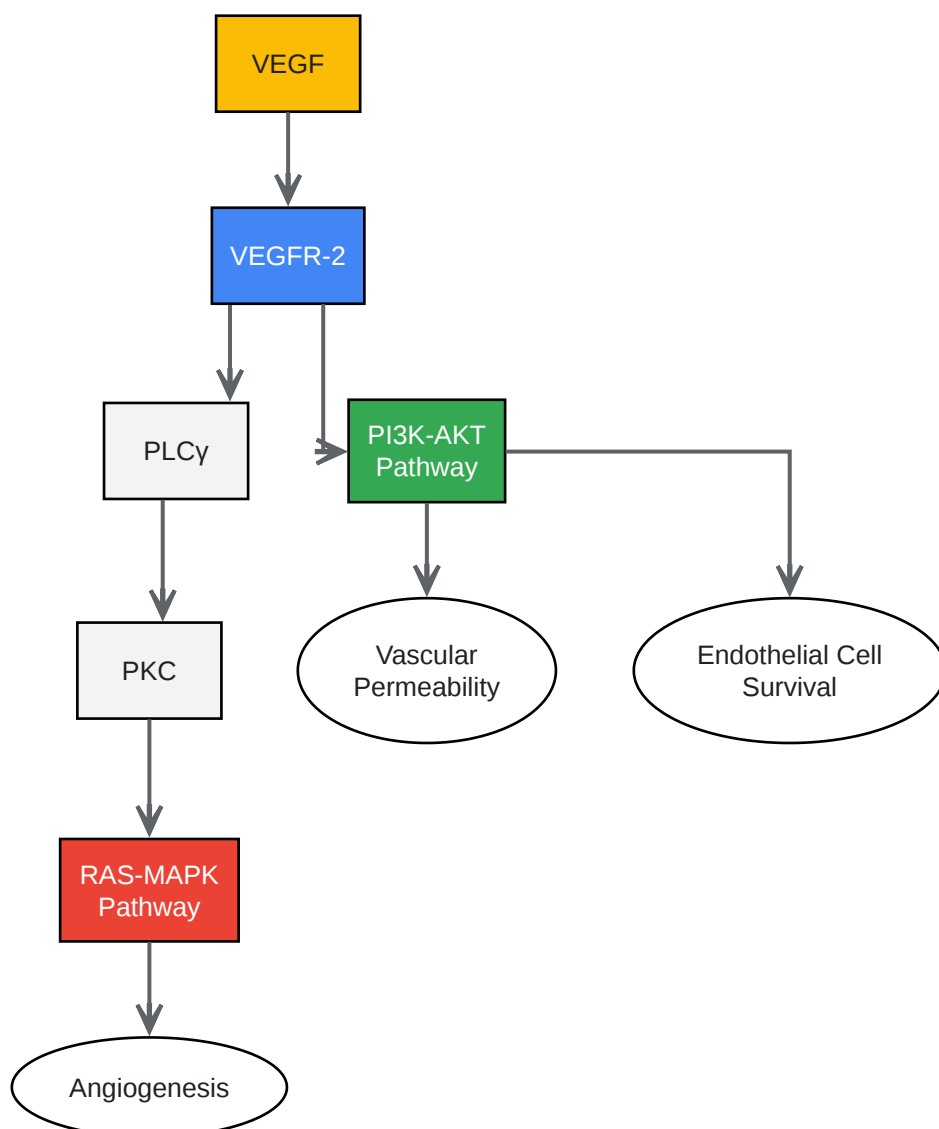 VEGF
VEGFR-2
PLCγ
PI3K-AKT
Pathway
PKC
Vascular
Permeability
Endothelial Cell
Survival
RAS-MAPK
Pathway
Angiogenesis